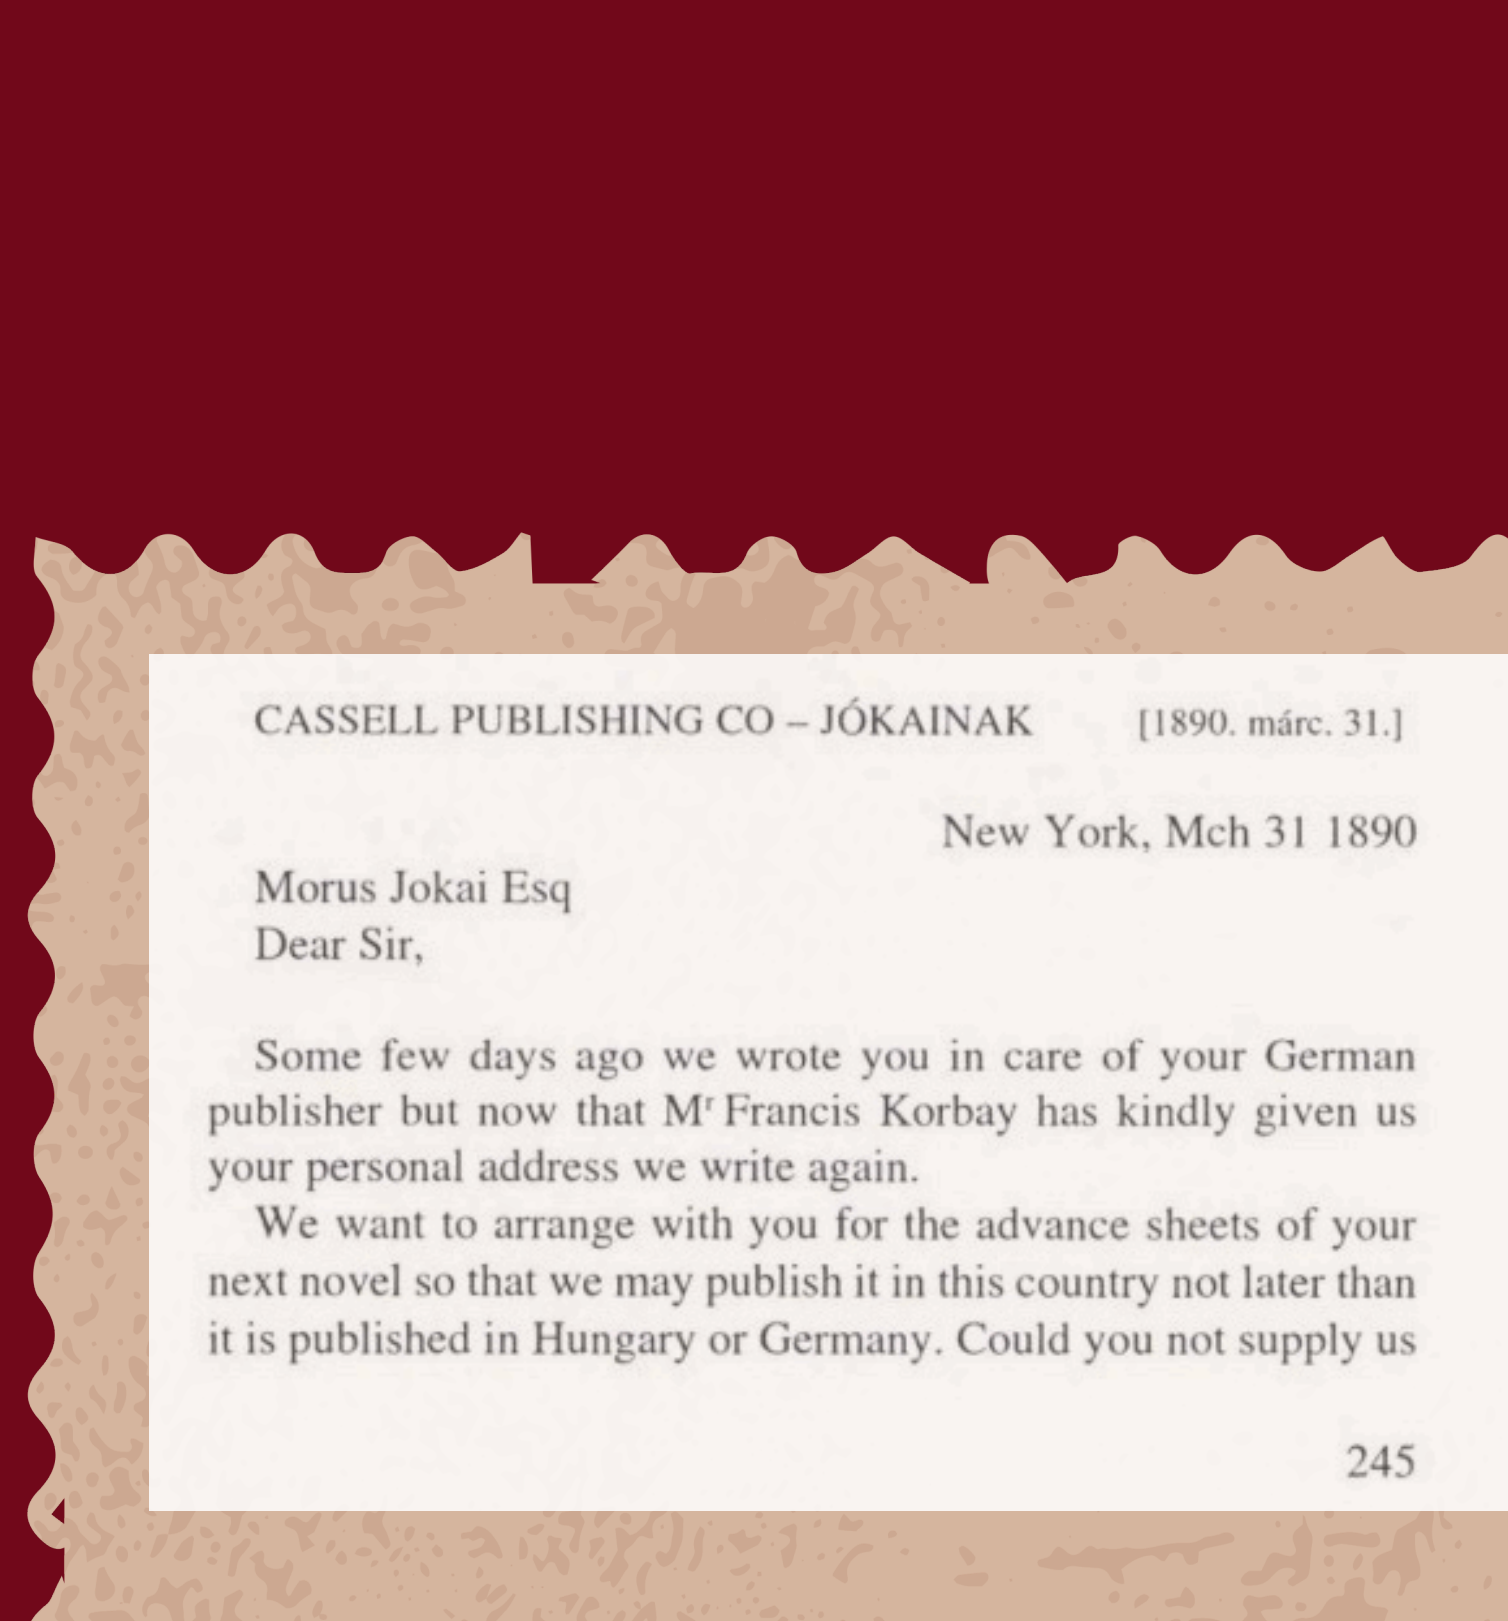 CASSELL PUBLISHING CO – JÓKAINAK [1890. márc. 31.]
New York, Mch 31 1890
Morus Jokai Esq
Dear Sir,
Some few days ago we wrote you in care of your German
publisher but now that Mʳ Francis Korbay has kindly given us
your personal address we write again.
We want to arrange with you for the advance sheets of your
next novel so that we may publish it in this country not later than
it is published in Hungary or Germany. Could you not supply us
245